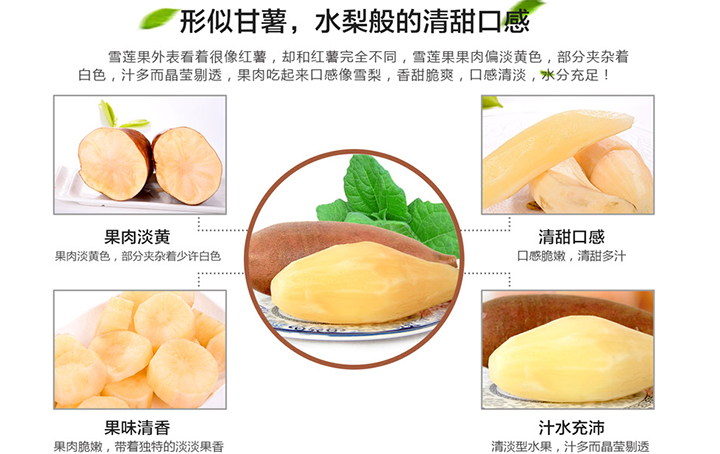 形似甘薯，水梨般的清甜口感
雪莲果外表看着很像红薯，却和红薯完全不同，雪莲果果肉偏淡黄色，部分夹杂着
白色，汁多而晶莹剔透，果肉吃起来口感像雪梨，香甜脆爽，口感清淡，水分充足！
果肉淡黄
果肉淡黄色，部分夹杂着少许白色
清甜口感
口感脆嫩，清甜多汁
果味清香
果肉脆嫩，带着独特的淡淡果香
汁水充沛
清淡型水果，汁多而晶莹剔透